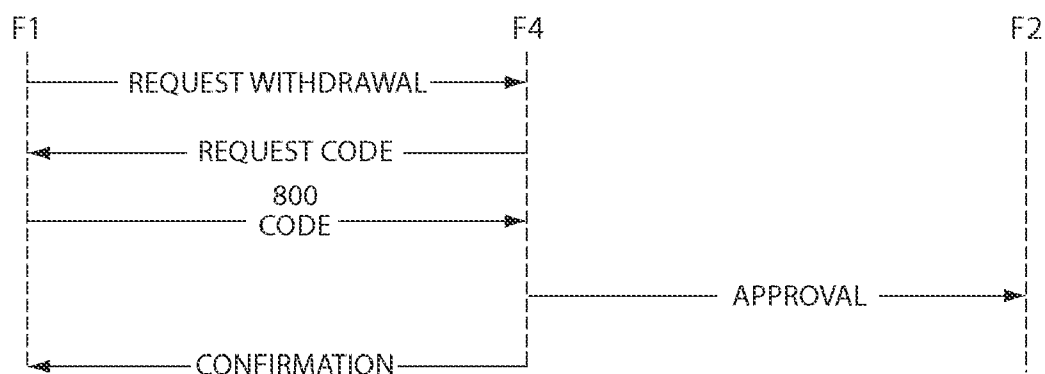 F1 F4 F2
REQUEST WITHDRAWAL
REQUEST CODE
800
CODE
APPROVAL
CONFIRMATION